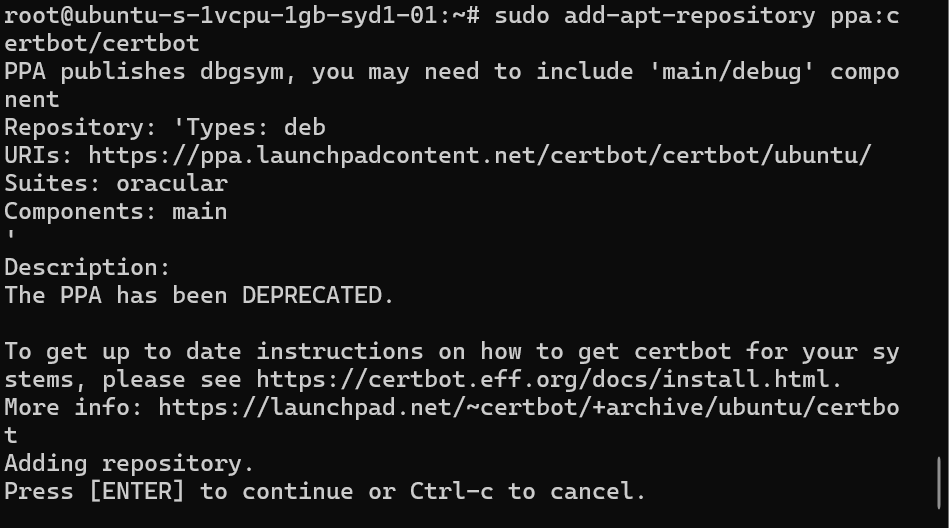 root@ubuntu-s-1vcpu-1gb-syd1-01:~# sudo add-apt-repository ppa:c
ertbot/certbot
PPA publishes dbgsym, you may need to include 'main/debug' compo
nent
Repository: 'Types: deb
URIs: https://ppa.launchpadcontent.net/certbot/certbot/ubuntu/
Suites: oracular
Components: main
'
Description:
The PPA has been DEPRECATED.

To get up to date instructions on how to get certbot for your sy
stems, please see https://certbot.eff.org/docs/install.html.
More info: https://launchpad.net/~certbot/+archive/ubuntu/certbo
t
Adding repository.
Press [ENTER] to continue or Ctrl-c to cancel.